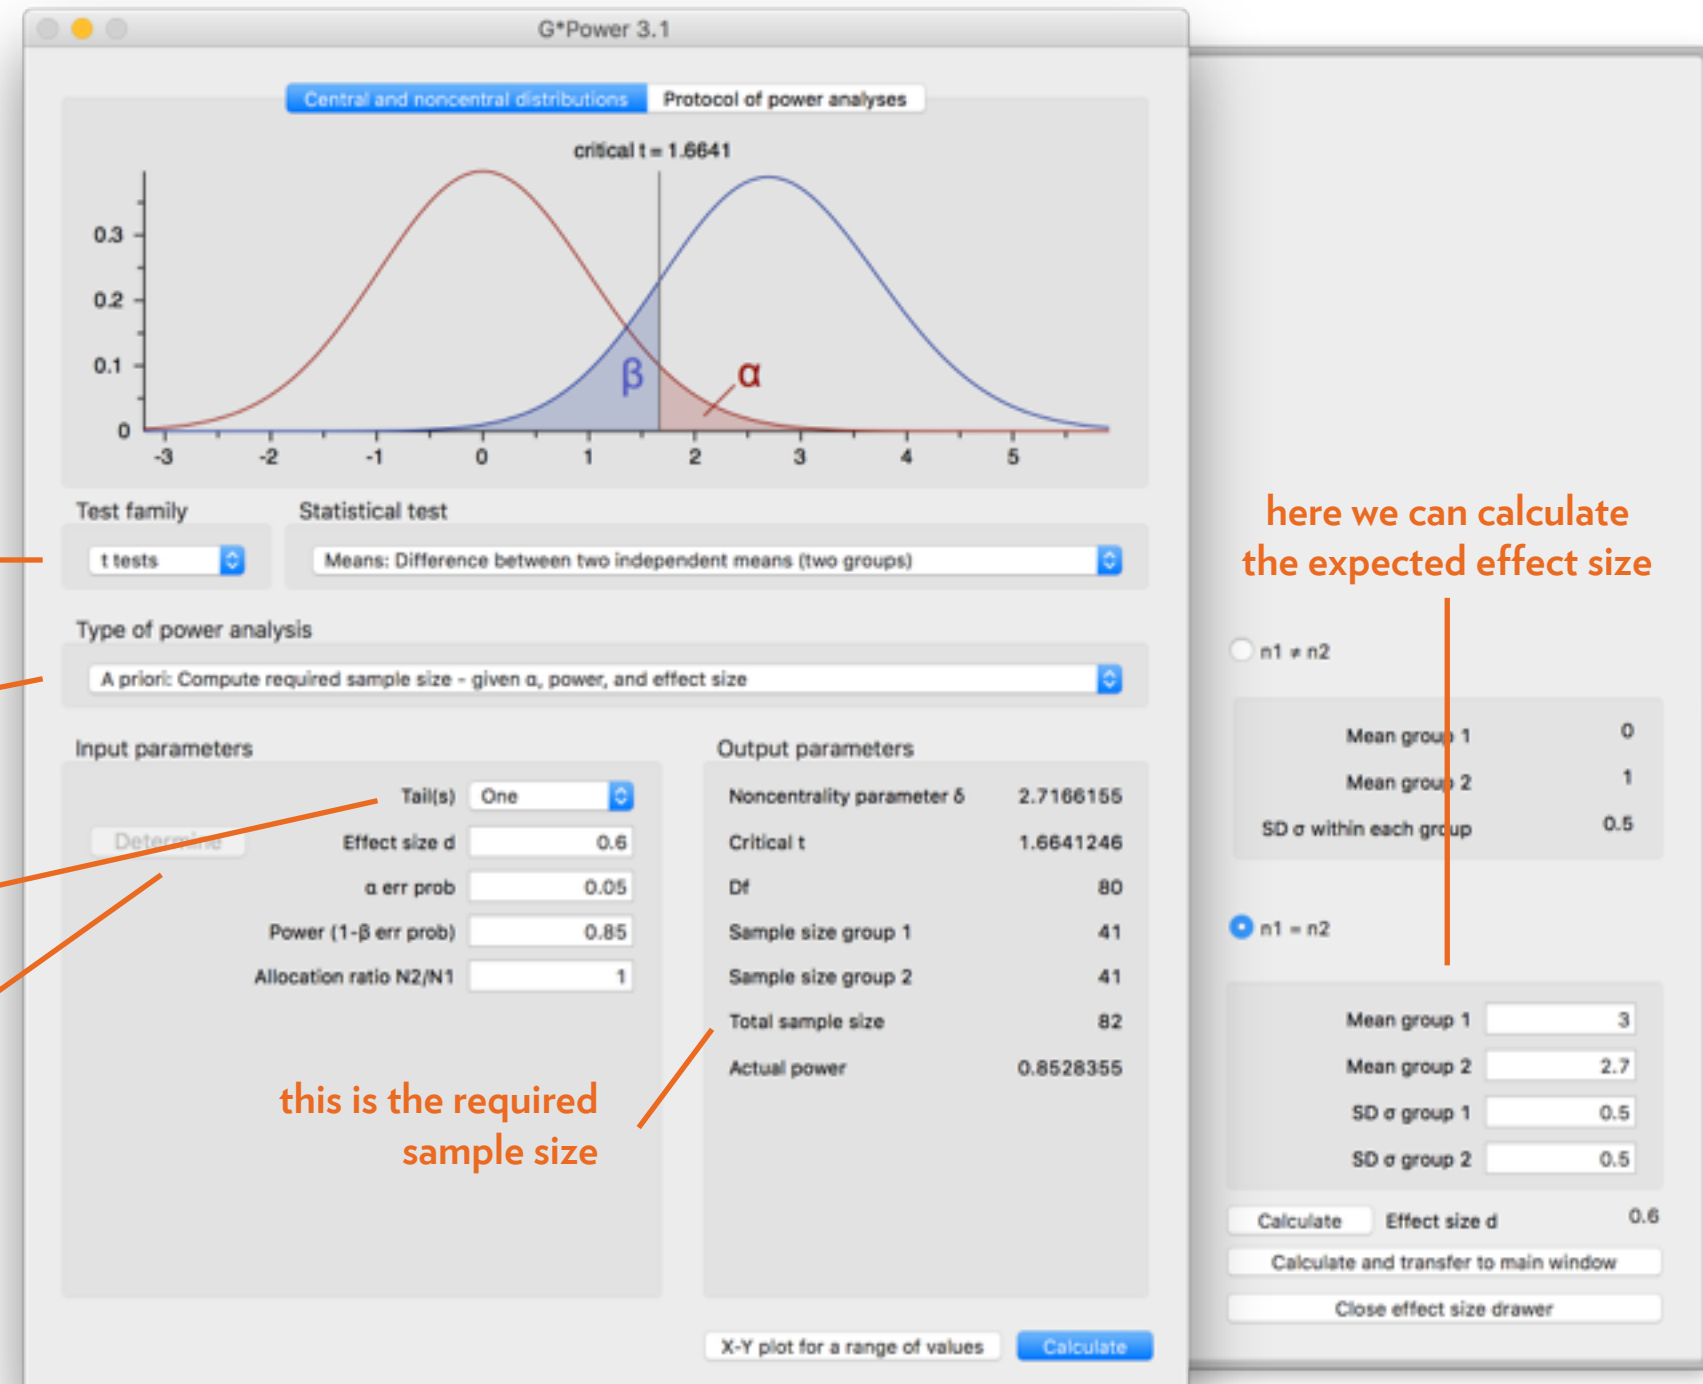 G*Power 3.1
Central and noncentral distributions
Protocol of power analyses
critical t = 1.6641
0.3
0.2
0.1
0
β
α
-3 -2 -1 0 1 2 3 4 5
Test family
Statistical test
t tests
Means: Difference between two independent means (two groups)
Type of power analysis
A priori: Compute required sample size - given α, power, and effect size
Input parameters
Tail(s) One
Determine
Effect size d 0.6
α err prob 0.05
Power (1-β err prob) 0.85
Allocation ratio N2/N1 1
this is the required
sample size
Output parameters
Noncentrality parameter δ 2.7166155
Critical t 1.6641246
Df 80
Sample size group 1 41
Sample size group 2 41
Total sample size 82
Actual power 0.8528355
X-Y plot for a range of values
Calculate
here we can calculate
the expected effect size
n1 ≠ n2
Mean group 1 0
Mean group 2 1
SD σ within each group 0.5
n1 = n2
Mean group 1 3
Mean group 2 2.7
SD σ group 1 0.5
SD σ group 2 0.5
Calculate Effect size d 0.6
Calculate and transfer to main window
Close effect size drawer